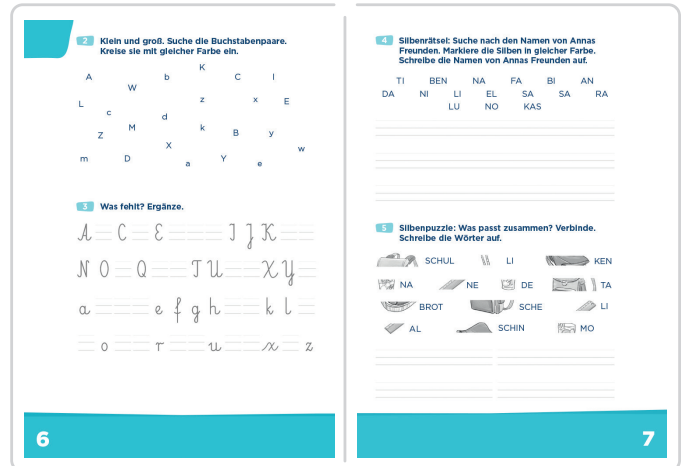 2 Klein und groß. Suche die Buchstabenpaare.
Kreise sie mit gleicher Farbe ein.
K
A b C l
W
L z x E
c
d
M k B y
Z
X w
m D a Y e
3 Was fehlt? Ergänze.
A C E I J K
N O Q T U X Y
a e f g h k l
o r u x z
6
4 Silbenrätsel: Suche nach den Namen von Annas
Freunden. Markiere die Silben in gleicher Farbe.
Schreibe die Namen von Annas Freunden auf.
TI BEN NA FA BI AN
DA NI LI EL SA SA RA
LU NO KAS
5 Silbenpuzzle: Was passt zusammen? Verbinde.
Schreibe die Wörter auf.
SCHUL LI KEN
NA NE DE TA
BROT SCHE LI
AL SCHIN MO
7